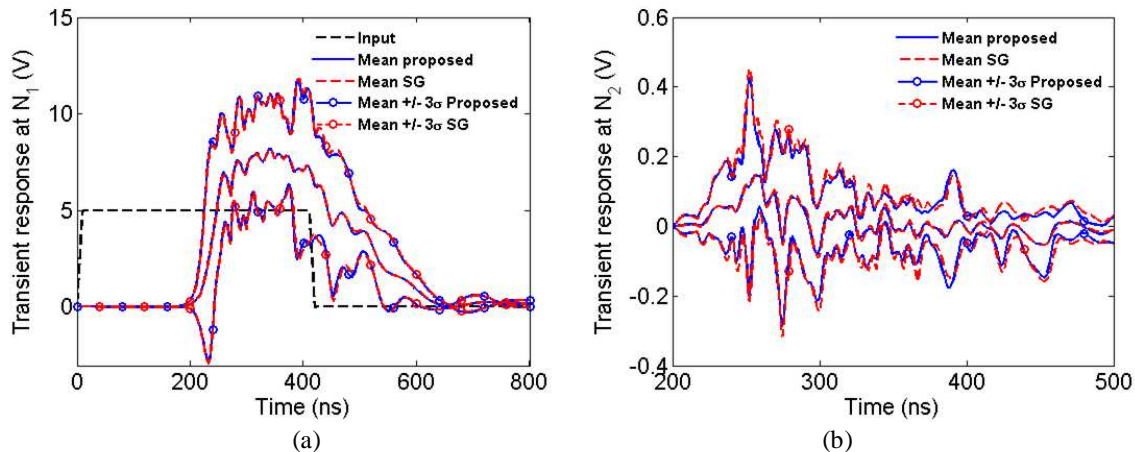 15
10
5
0
0
200
400
600
800
Transient response at N1 (V)
Time (ns)
Input
Mean proposed
Mean SG
Mean +/- 3σ Proposed
Mean +/- 3σ SG
(a)
0.6
0.4
0.2
0
-0.2
-0.4
200
300
400
500
Transient response at N2 (V)
Time (ns)
Mean proposed
Mean SG
Mean +/- 3σ Proposed
Mean +/- 3σ SG
(b)